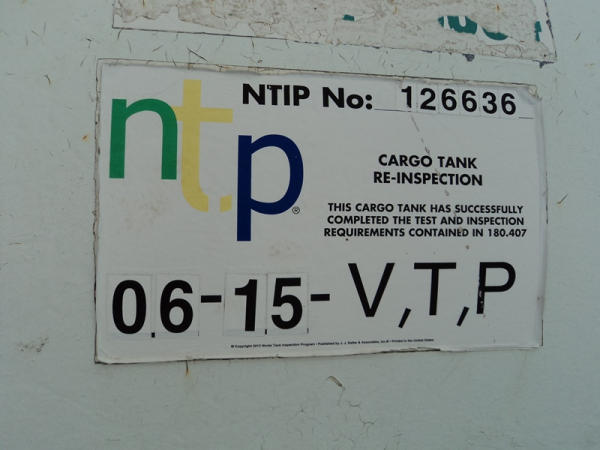 NTIP No: 126636
nt.p®
CARGO TANK
RE-INSPECTION
THIS CARGO TANK HAS SUCCESSFULLY
COMPLETED THE TEST AND INSPECTION
REQUIREMENTS CONTAINED IN 180.407
06-15-V,T,P